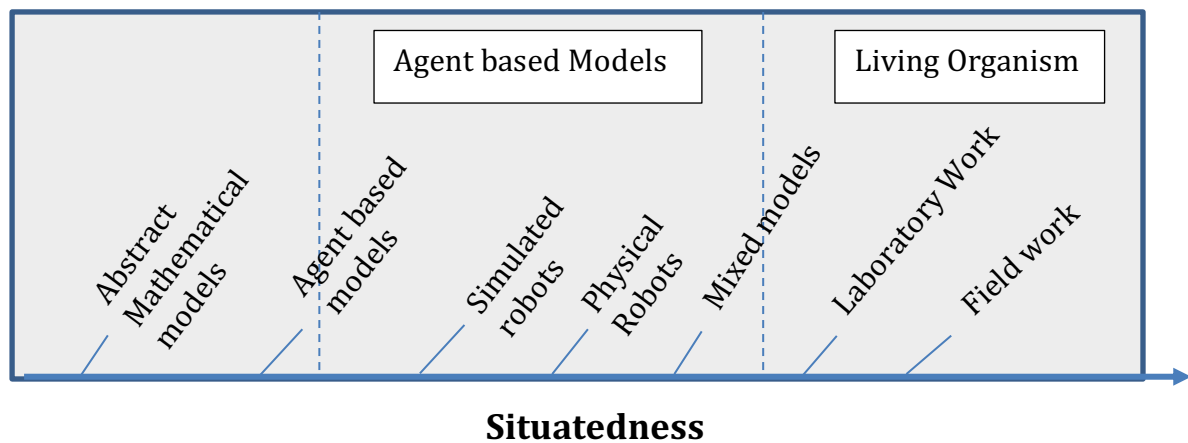 Agent based Models
Living Organism
Abstract
Mathematical
models
Agent based
models
Simulated
robots
Physical
Robots
Mixed models
Laboratory Work
Field work
Situatedness